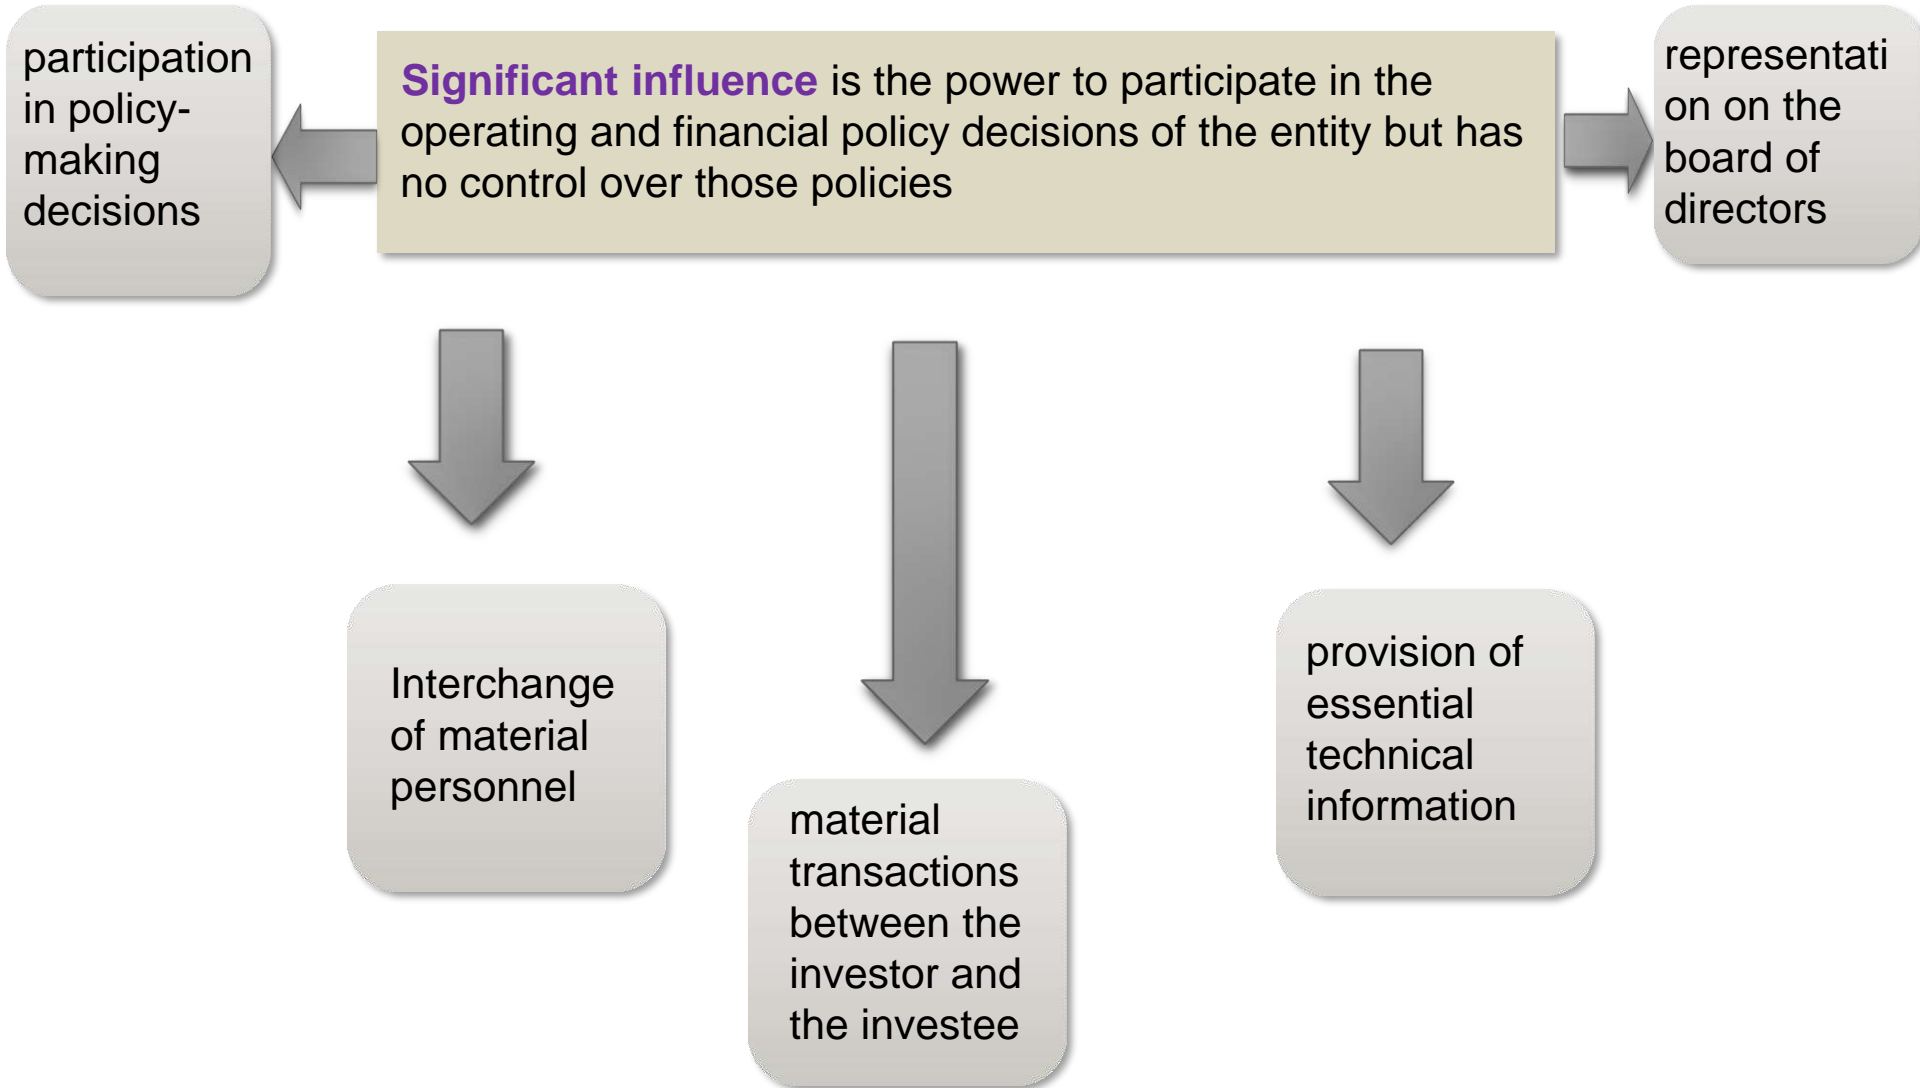 participation
in policy-
making
decisions
Significant influence is the power to participate in the
operating and financial policy decisions of the entity but has
no control over those policies
representati
on on the
board of
directors
Interchange
of material
personnel
material
transactions
between the
investor and
the investee
provision of
essential
technical
information